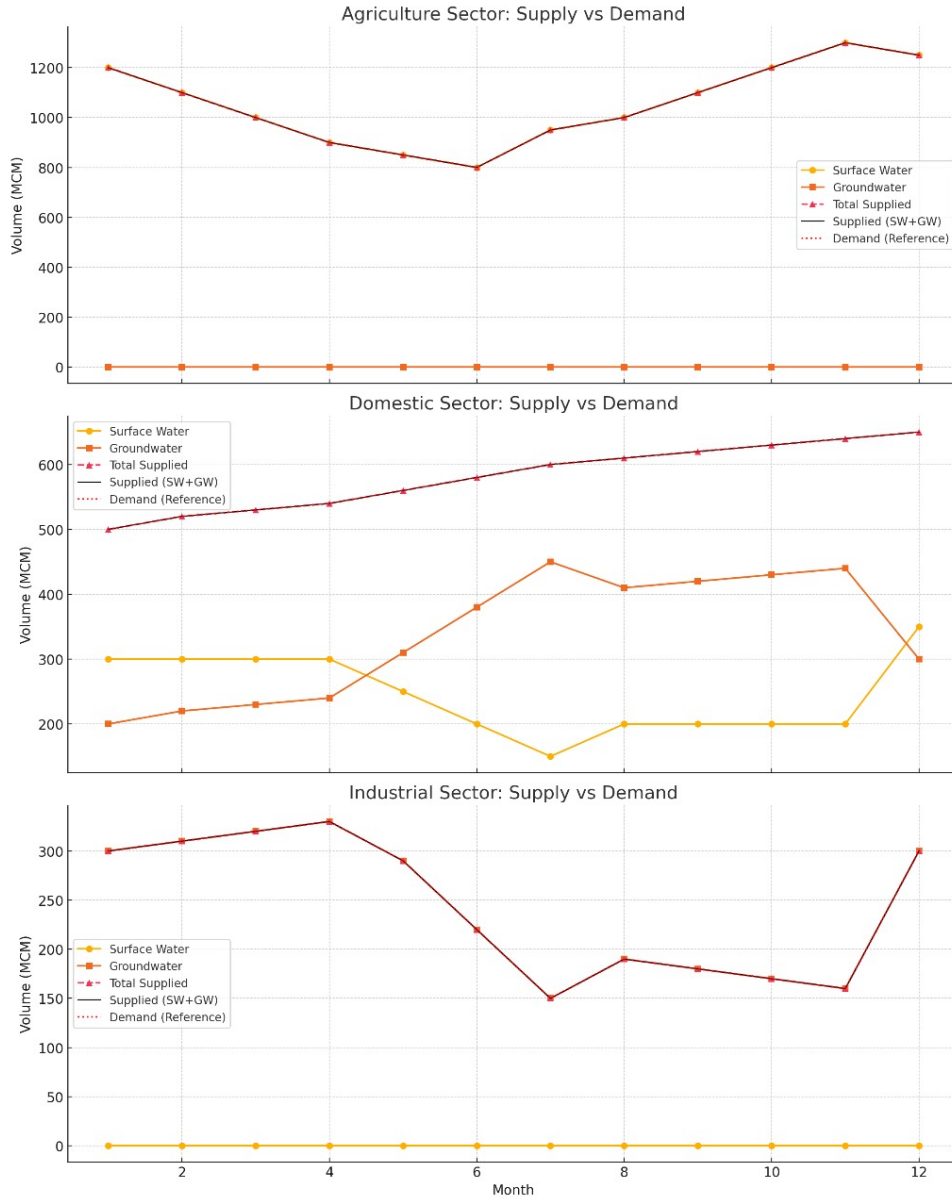 Agriculture Sector: Supply vs Demand
1200
1000
800
600
400
200
0
Volume (MCM)
Surface Water
Groundwater
Total Supplied
Supplied (SW+GW)
Demand (Reference)
Domestic Sector: Supply vs Demand
600
500
400
300
200
Volume (MCM)
Surface Water
Groundwater
Total Supplied
Supplied (SW+GW)
Demand (Reference)
Industrial Sector: Supply vs Demand
300
250
200
150
100
50
0
Volume (MCM)
Surface Water
Groundwater
Total Supplied
Supplied (SW+GW)
Demand (Reference)
2 4 6 8 10 12
Month